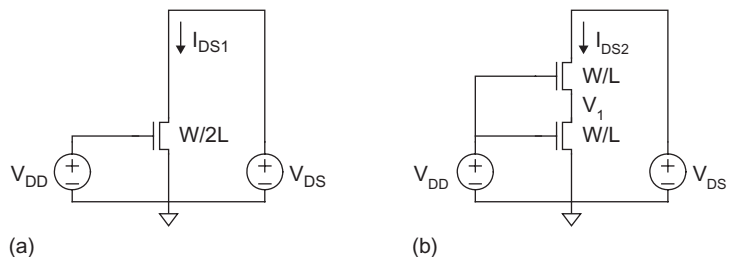 I_DS1
W/2L
V_DD
+
−
+
−
V_DS
(a)
I_DS2
W/L
V_1
W/L
V_DD
+
−
+
−
V_DS
(b)